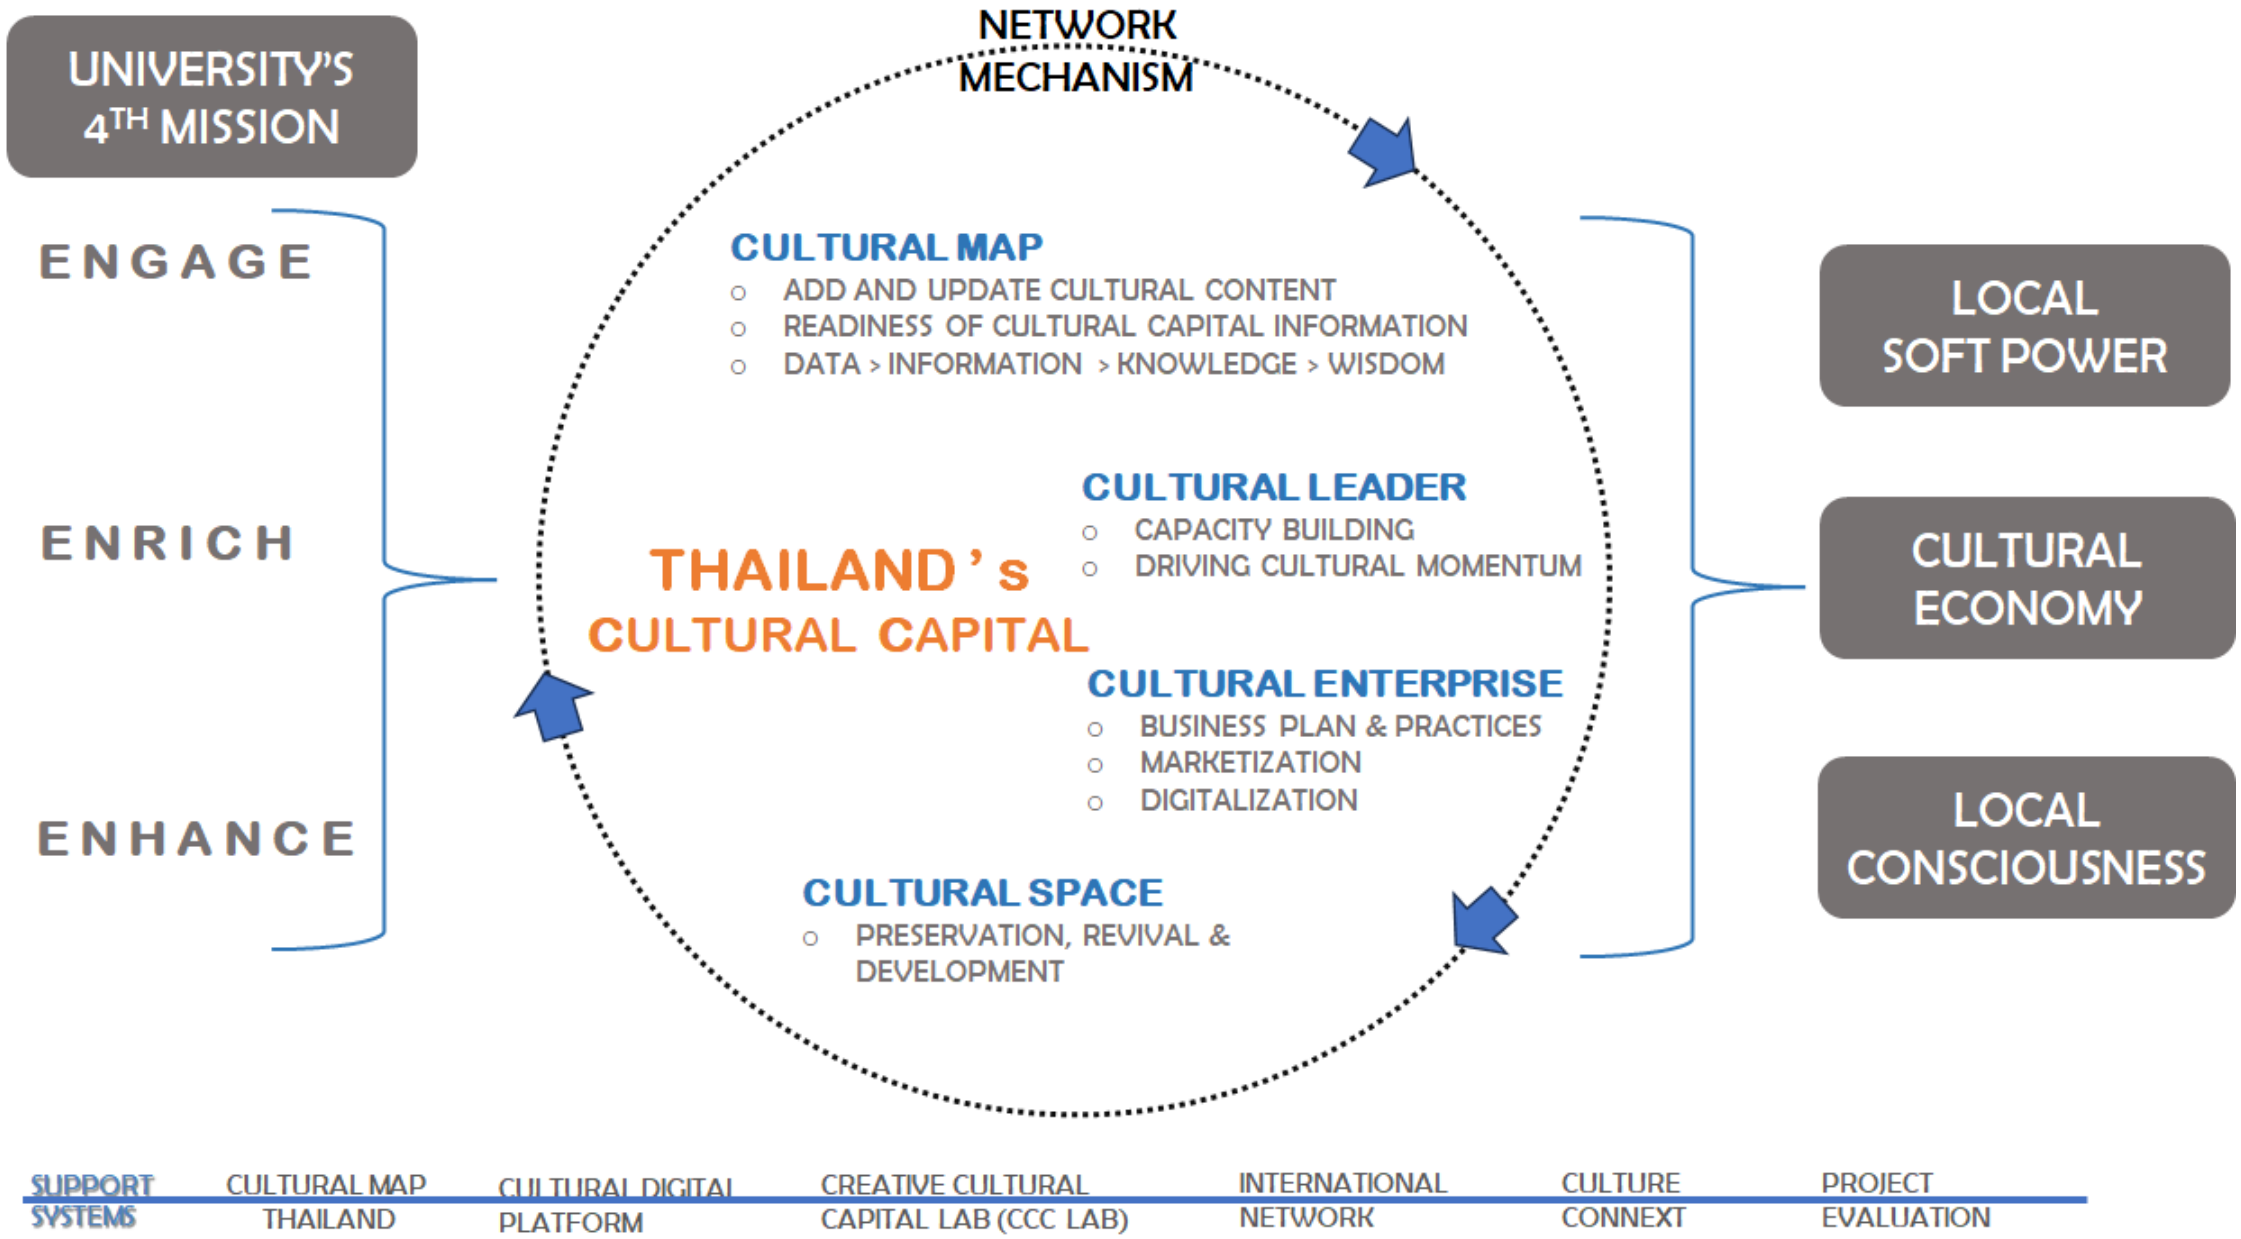 NETWORK
MECHANISM
UNIVERSITY'S
4TH MISSION
ENGAGE
ENRICH
ENHANCE
CULTURAL MAP
○ ADD AND UPDATE CULTURAL CONTENT
○ READINESS OF CULTURAL CAPITAL INFORMATION
○ DATA > INFORMATION > KNOWLEDGE > WISDOM
THAILAND's
CULTURAL CAPITAL
CULTURAL LEADER
○ CAPACITY BUILDING
○ DRIVING CULTURAL MOMENTUM
CULTURAL ENTERPRISE
○ BUSINESS PLAN & PRACTICES
○ MARKETIZATION
○ DIGITALIZATION
CULTURAL SPACE
○ PRESERVATION, REVIVAL &
DEVELOPMENT
LOCAL
SOFT POWER
CULTURAL
ECONOMY
LOCAL
CONSCIOUSNESS
SUPPORT
SYSTEMS
CULTURAL MAP
THAILAND
CULTURAL DIGITAL
PLATFORM
CREATIVE CULTURAL
CAPITAL LAB (CCC LAB)
INTERNATIONAL
NETWORK
CULTURE
CONNEXT
PROJECT
EVALUATION